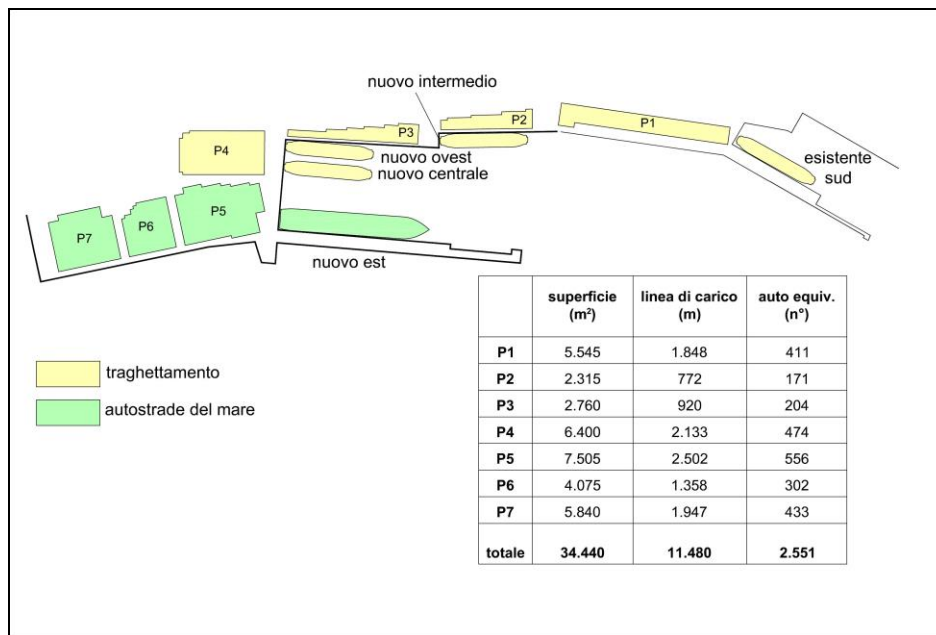 nuovo intermedio
P2
P1
P3
P4
nuovo ovest
nuovo centrale
esistente
sud
P5
P6
P7
nuovo est
traghettamento
autostrade del mare
superficie (m²) linea di carico (m) auto equiv. (n°)
P1 5.545 1.848 411
P2 2.315 772 171
P3 2.760 920 204
P4 6.400 2.133 474
P5 7.505 2.502 556
P6 4.075 1.358 302
P7 5.840 1.947 433
totale 34.440 11.480 2.551